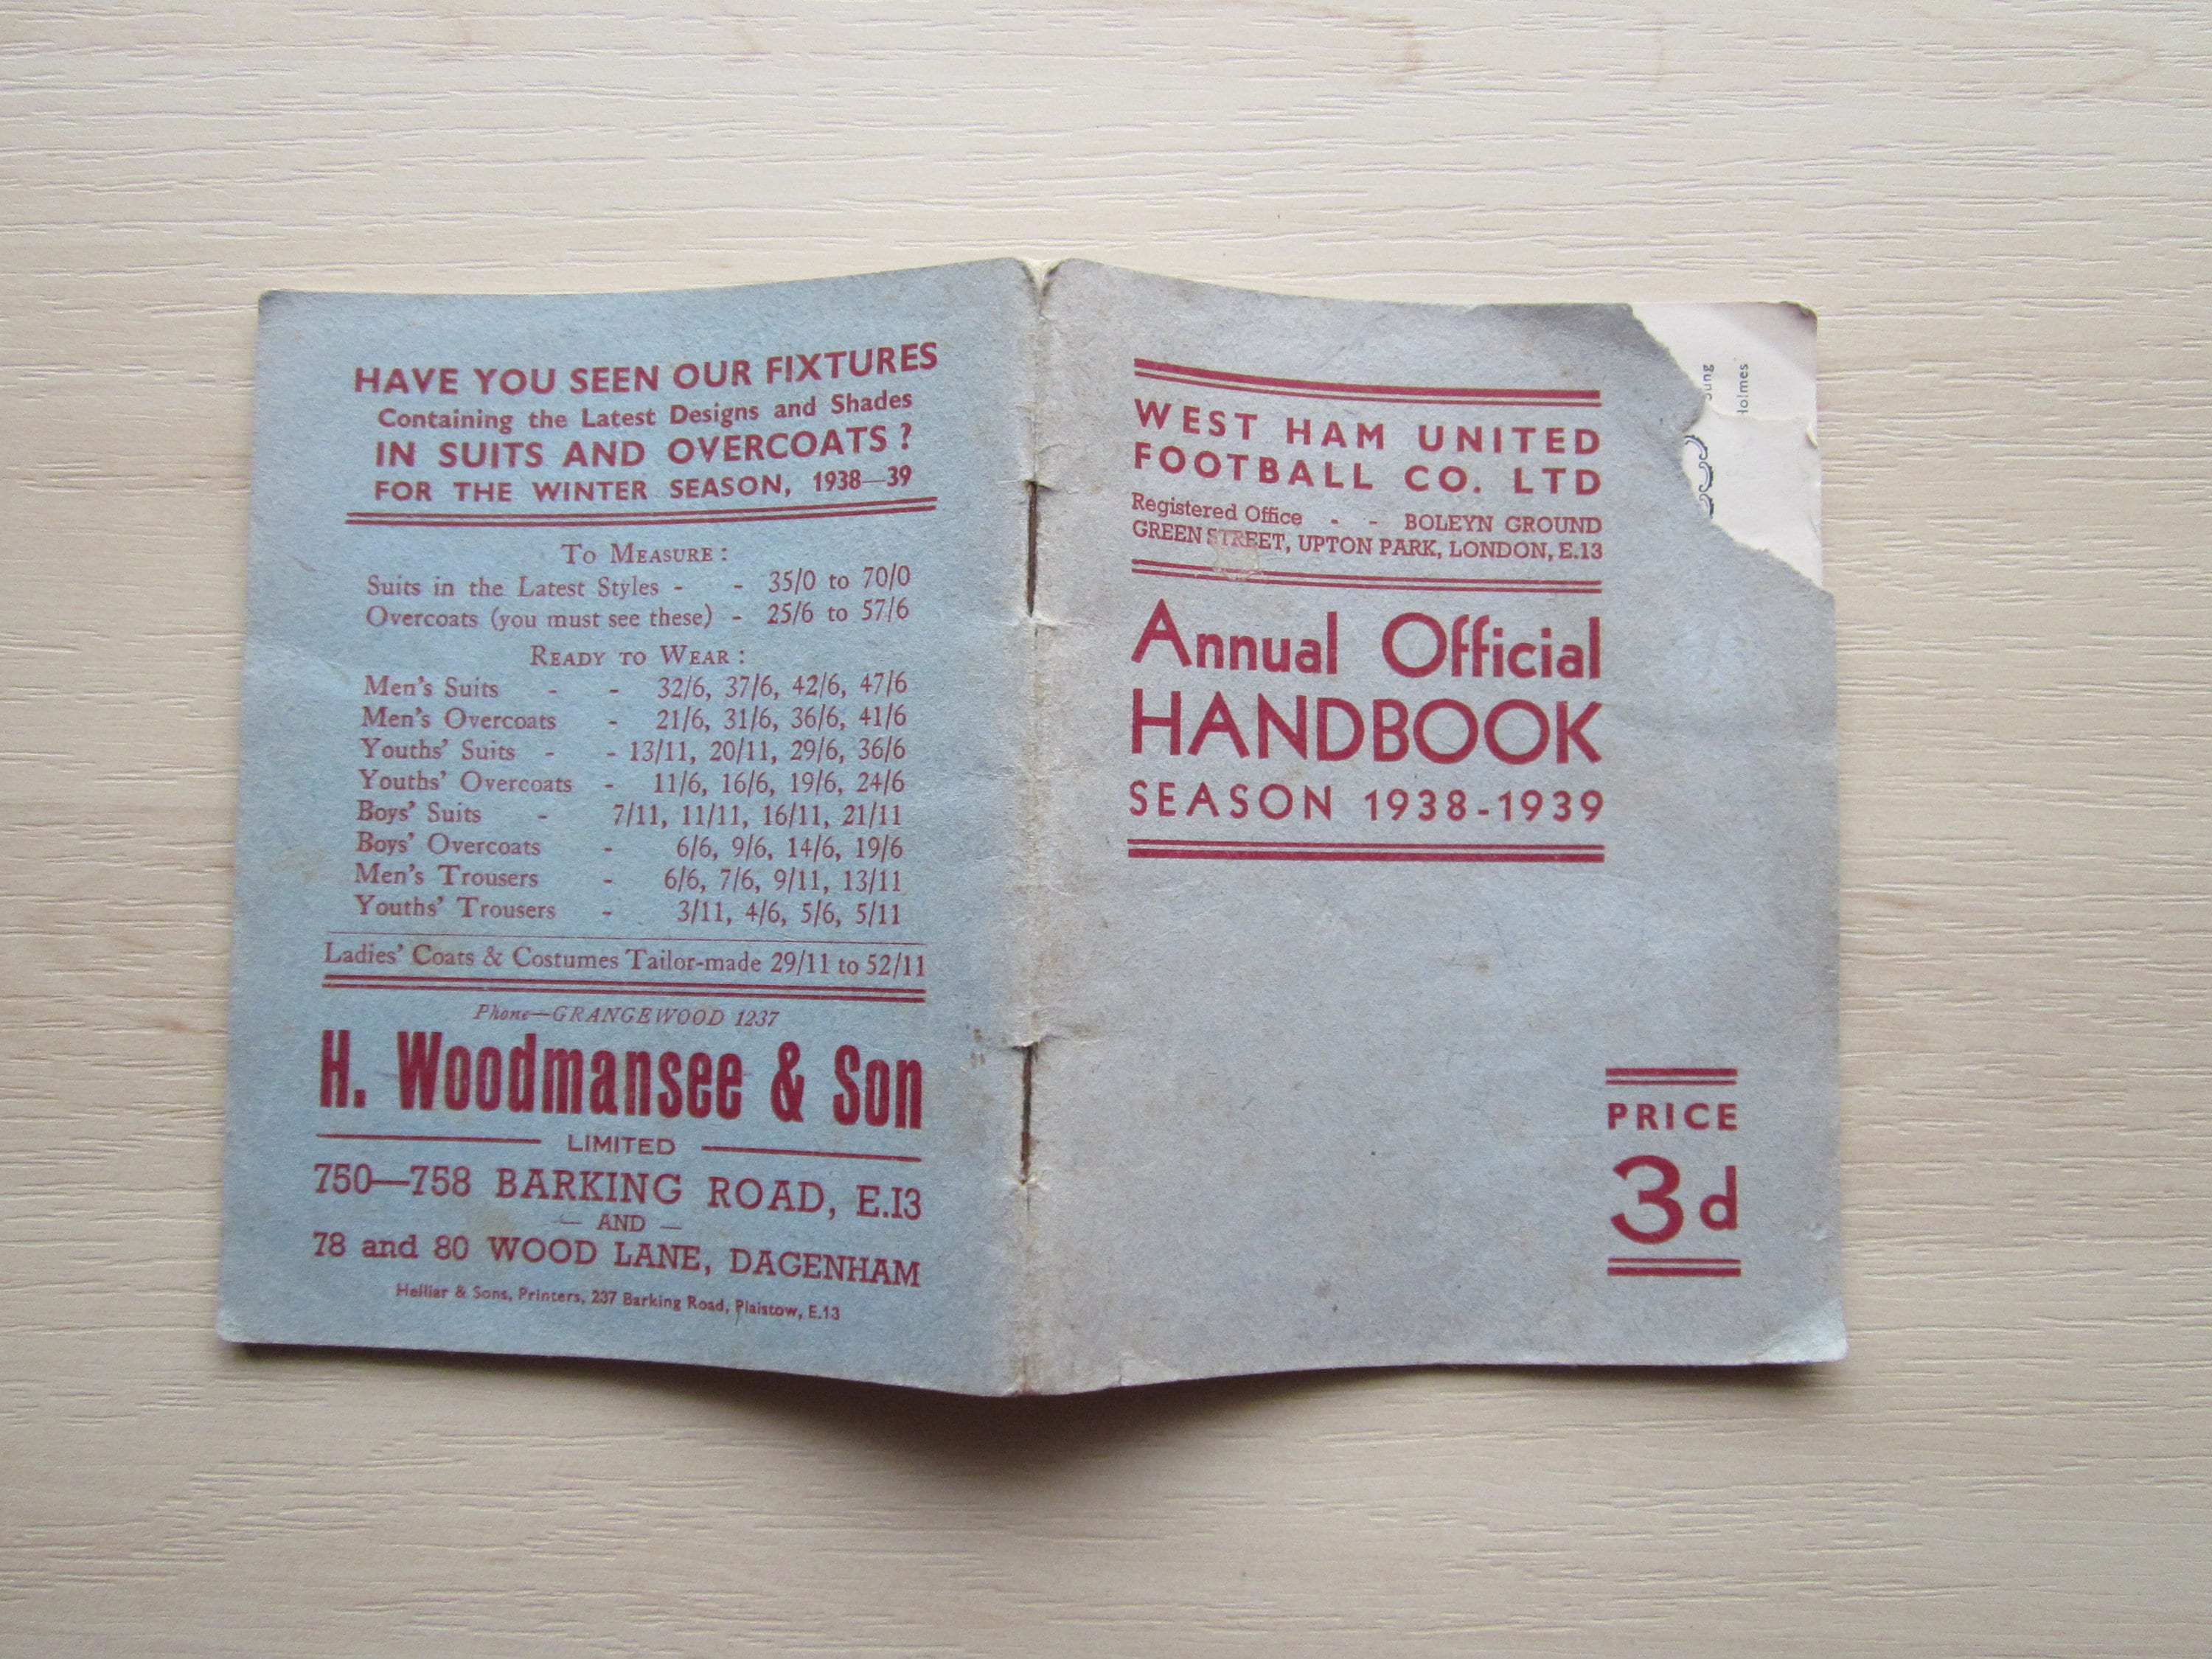 HAVE YOU SEEN OUR FIXTURES
Containing the Latest Designs and Shades
IN SUITS AND OVERCOATS ?
FOR THE WINTER SEASON, 1938—39
To Measure :
Suits in the Latest Styles - - 35/0 to 70/0
Overcoats (you must see these) - 25/6 to 57/6
Ready to Wear :
Men's Suits - - 32/6, 37/6, 42/6, 47/6
Men's Overcoats - 21/6, 31/6, 36/6, 41/6
Youths' Suits - - 13/11, 20/11, 29/6, 36/6
Youths' Overcoats - 11/6, 16/6, 19/6, 24/6
Boys' Suits - 7/11, 11/11, 16/11, 21/11
Boys' Overcoats - 6/6, 9/6, 14/6, 19/6
Men's Trousers - 6/6, 7/6, 9/11, 13/11
Youths' Trousers - 3/11, 4/6, 5/6, 5/11
Ladies' Coats & Costumes Tailor-made 29/11 to 52/11
Phone—GRANGEWOOD 1237
H. Woodmansee & Son
LIMITED
750—758 BARKING ROAD, E.13
— AND —
78 and 80 WOOD LANE, DAGENHAM
Helliar & Sons, Printers, 237 Barking Road, Plaistow, E.13
WEST HAM UNITED
FOOTBALL CO. LTD
Registered Office - - BOLEYN GROUND
GREEN STREET, UPTON PARK, LONDON, E.13
Annual Official
HANDBOOK
SEASON 1938-1939
PRICE
3d